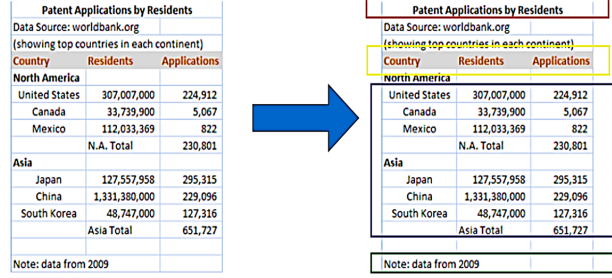 Patent Applications by Residents
Data Source: worldbank.org
(showing top countries in each continent)
Country Residents Applications
North America
United States 307,007,000 224,912
Canada 33,739,900 5,067
Mexico 112,033,369 822
N.A. Total 230,801
Asia
Japan 127,557,958 295,315
China 1,331,380,000 229,096
South Korea 48,747,000 127,316
Asia Total 651,727
Note: data from 2009
Patent Applications by Residents
Data Source: worldbank.org
(showing top countries in each continent)
Country Residents Applications
North America
United States 307,007,000 224,912
Canada 33,739,900 5,067
Mexico 112,033,369 822
N.A. Total 230,801
Asia
Japan 127,557,958 295,315
China 1,331,380,000 229,096
South Korea 48,747,000 127,316
Asia Total 651,727
Note: data from 2009